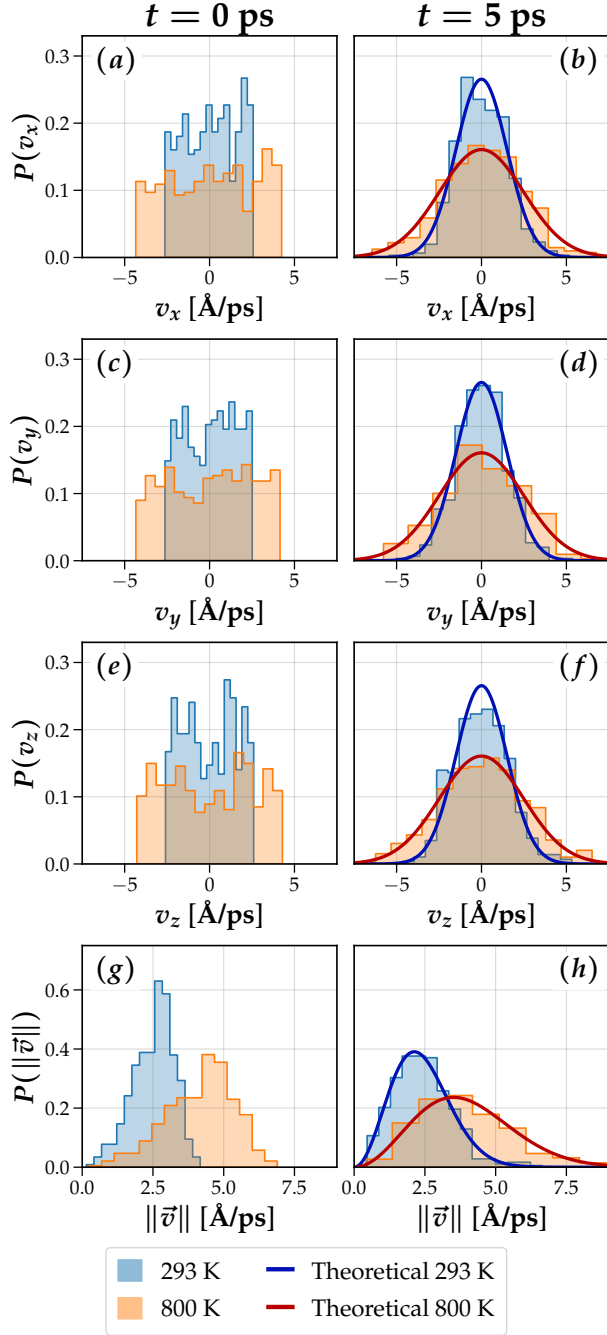 t = 0 ps
t = 5 ps
(a)
(b)
P(v_x)
0.3
0.2
0.1
0.0
−5
0
5
−5
0
5
v_x [Å/ps]
v_x [Å/ps]
(c)
(d)
P(v_y)
0.3
0.2
0.1
0.0
−5
0
5
−5
0
5
v_y [Å/ps]
v_y [Å/ps]
(e)
(f)
P(v_z)
0.3
0.2
0.1
0.0
−5
0
5
−5
0
5
v_z [Å/ps]
v_z [Å/ps]
(g)
(h)
P(‖v⃗‖)
0.6
0.4
0.2
0.0
0.0
2.5
5.0
7.5
0.0
2.5
5.0
7.5
‖v⃗‖ [Å/ps]
‖v⃗‖ [Å/ps]
293 K
Theoretical 293 K
800 K
Theoretical 800 K